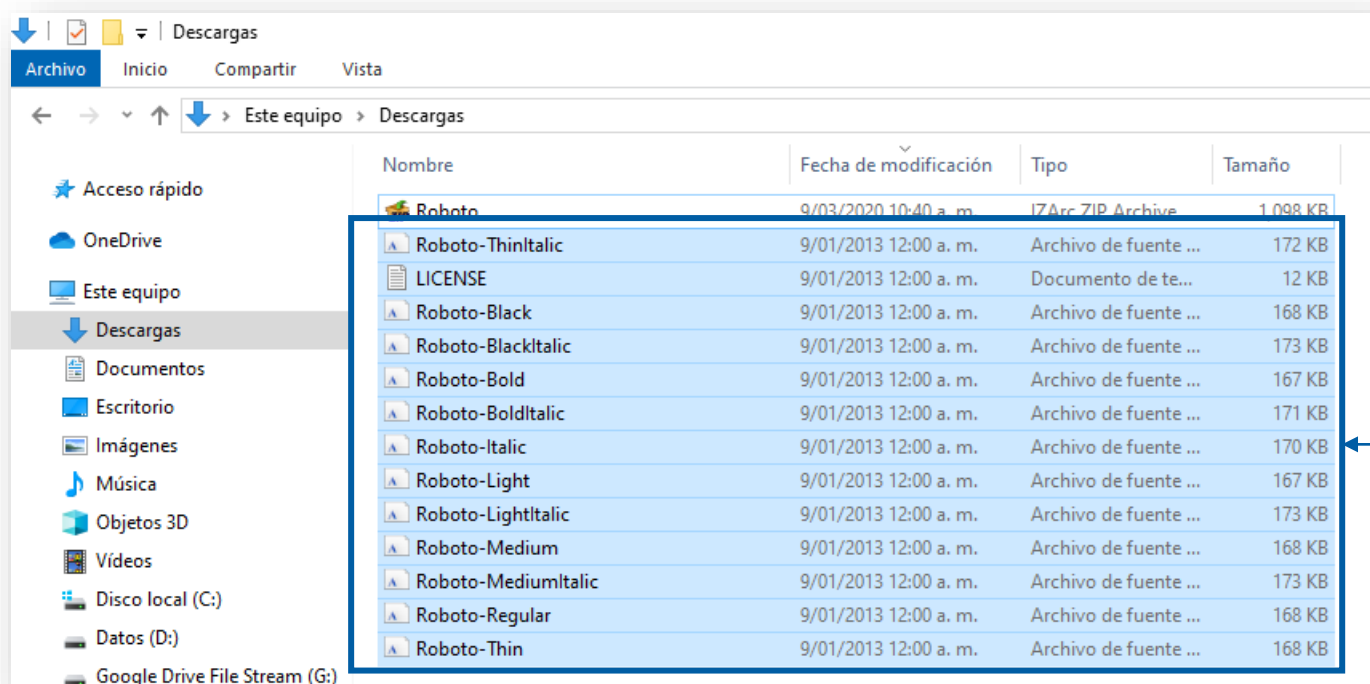 Descargas
Archivo Inicio Compartir Vista
Este equipo > Descargas
Nombre Fecha de modificación Tipo Tamaño
Acceso rápido
OneDrive
Este equipo
Descargas
Documentos
Escritorio
Imágenes
Música
Objetos 3D
Vídeos
Disco local (C:)
Datos (D:)
Google Drive File Stream (G:)
Roboto 9/03/2020 10:40 a. m. IZArc ZIP Archive 1.098 KB
Roboto-ThinItalic 9/01/2013 12:00 a. m. Archivo de fuente ... 172 KB
LICENSE 9/01/2013 12:00 a. m. Documento de te... 12 KB
Roboto-Black 9/01/2013 12:00 a. m. Archivo de fuente ... 168 KB
Roboto-BlackItalic 9/01/2013 12:00 a. m. Archivo de fuente ... 173 KB
Roboto-Bold 9/01/2013 12:00 a. m. Archivo de fuente ... 167 KB
Roboto-BoldItalic 9/01/2013 12:00 a. m. Archivo de fuente ... 171 KB
Roboto-Italic 9/01/2013 12:00 a. m. Archivo de fuente ... 170 KB
Roboto-Light 9/01/2013 12:00 a. m. Archivo de fuente ... 167 KB
Roboto-LightItalic 9/01/2013 12:00 a. m. Archivo de fuente ... 173 KB
Roboto-Medium 9/01/2013 12:00 a. m. Archivo de fuente ... 168 KB
Roboto-MediumItalic 9/01/2013 12:00 a. m. Archivo de fuente ... 173 KB
Roboto-Regular 9/01/2013 12:00 a. m. Archivo de fuente ... 168 KB
Roboto-Thin 9/01/2013 12:00 a. m. Archivo de fuente ... 168 KB